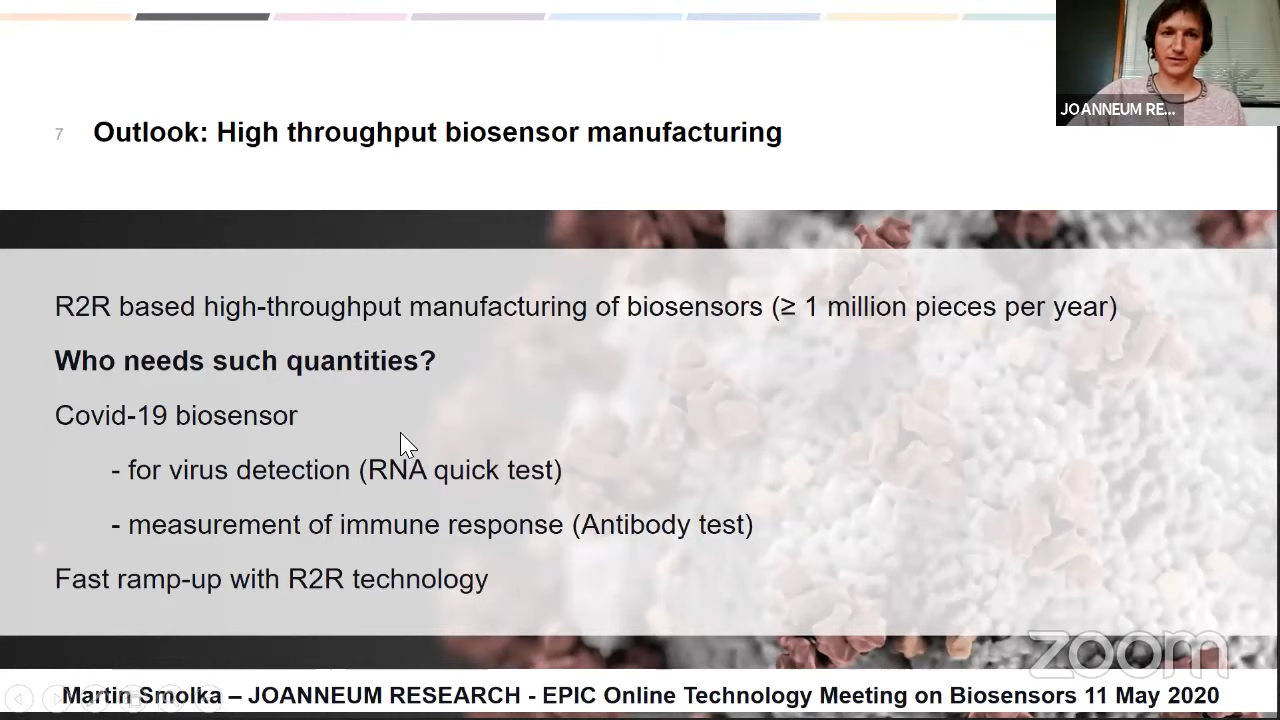 JOANNEUM RE...
7 Outlook: High throughput biosensor manufacturing
R2R based high-throughput manufacturing of biosensors (≥ 1 million pieces per year)
Who needs such quantities?
Covid-19 biosensor
- for virus detection (RNA quick test)
- measurement of immune response (Antibody test)
Fast ramp-up with R2R technology
zoom
Martin Smolka – JOANNEUM RESEARCH - EPIC Online Technology Meeting on Biosensors 11 May 2020